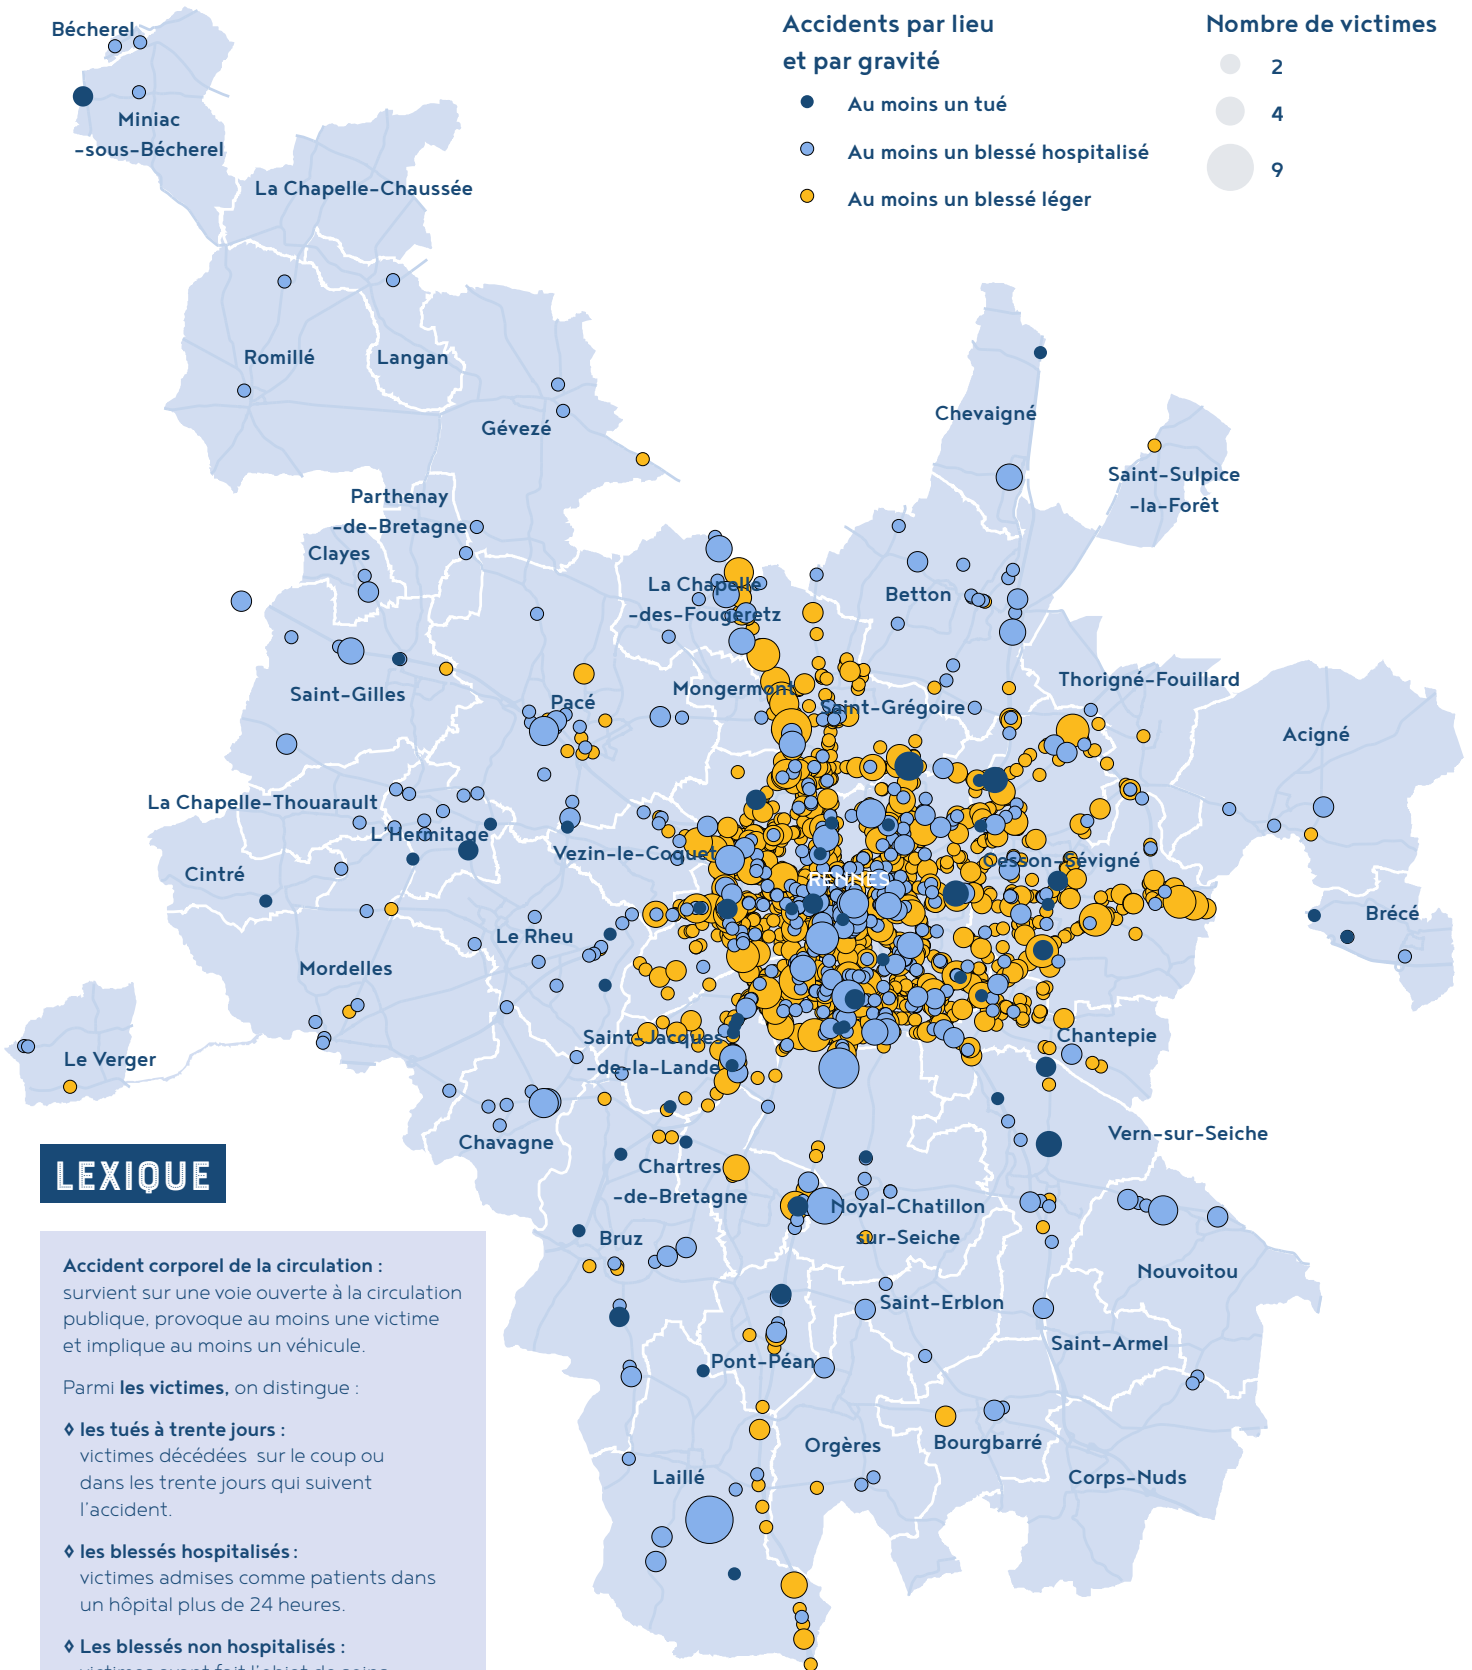 Accidents par lieu
et par gravité
Au moins un tué
Au moins un blessé hospitalisé
Au moins un blessé léger
Nombre de victimes
2
4
9
Bécherel
Miniac
-sous-Bécherel
La Chapelle-Chaussée
Romillé
Langan
Gévezé
Chevaigné
Saint-Sulpice
-la-Forêt
Parthenay
-de-Bretagne
Clayes
La Chapelle
-des-Fougeretz
Betton
Saint-Gilles
Pacé
Mongermont
Saint-Grégoire
Thorigné-Fouillard
Acigné
La Chapelle-Thouarault
L'Hermitage
Vezin-le-Coquet
Cesson-Sévigné
Cintré
RENNES
Brécé
Le Rheu
Mordelles
Saint-Jacques
-de-la-Lande
Chantepie
Le Verger
Chavagne
Vern-sur-Seiche
Chartres
-de-Bretagne
Noyal-Chatillon
sur-Seiche
Bruz
Nouvoitou
Saint-Erblon
Saint-Armel
Pont-Péan
Orgères
Bourgbarré
Laillé
Corps-Nuds
LEXIQUE
Accident corporel de la circulation :
survient sur une voie ouverte à la circulation
publique, provoque au moins une victime
et implique au moins un véhicule.
Parmi les victimes, on distingue :
◊ les tués à trente jours :
victimes décédées sur le coup ou
dans les trente jours qui suivent
l'accident.
◊ les blessés hospitalisés :
victimes admises comme patients dans
un hôpital plus de 24 heures.
◊ Les blessés non hospitalisés :